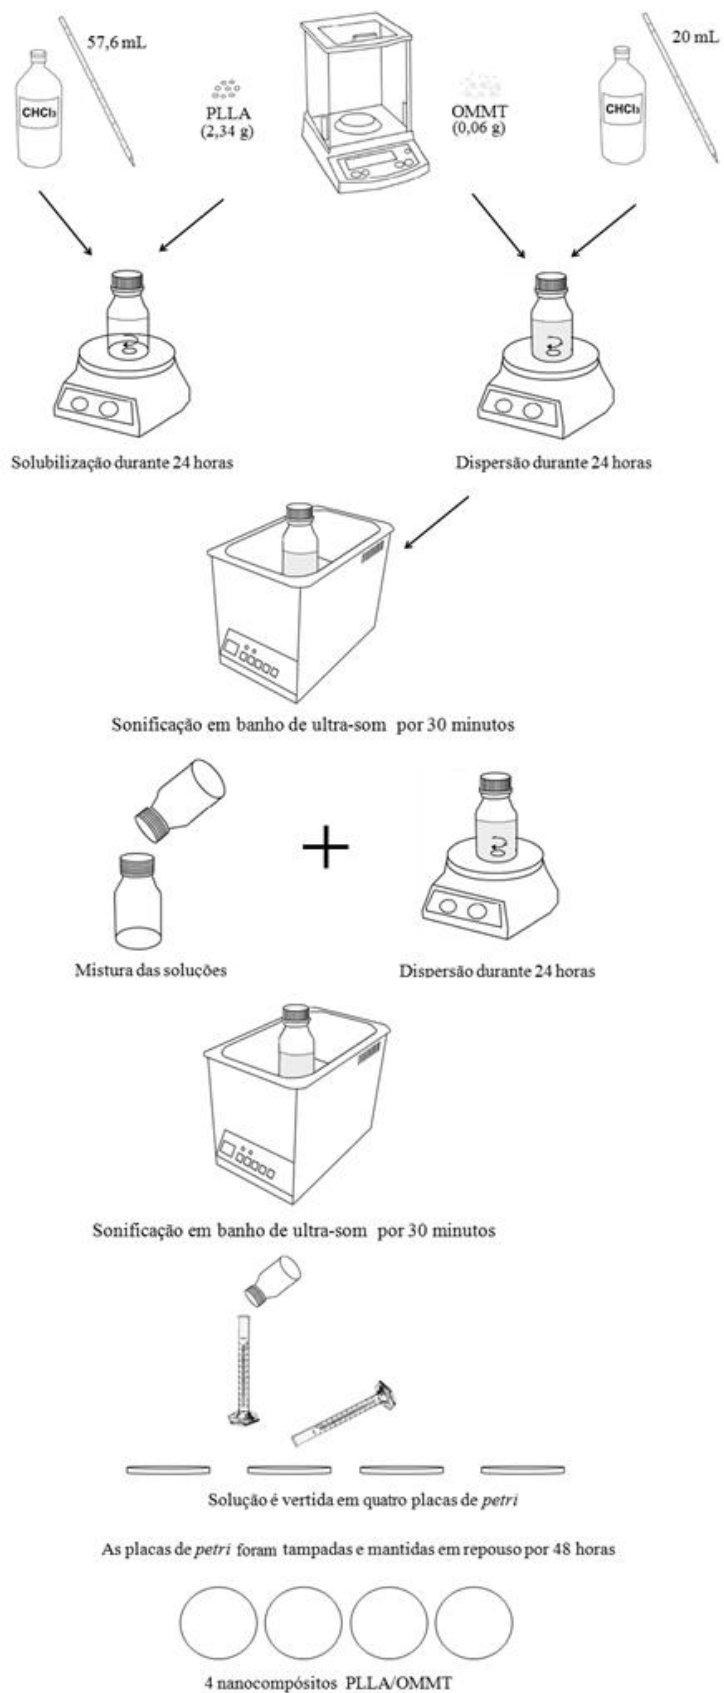 57,6 mL
20 mL
CHCl₃
PLLA
(2,34 g)
OMMT
(0,06 g)
CHCl₃
Solubilização durante 24 horas
Dispersão durante 24 horas
Sonificação em banho de ultra-som por 30 minutos
Mistura das soluções
Dispersão durante 24 horas
Sonificação em banho de ultra-som por 30 minutos
Solução é vertida em quatro placas de petri
As placas de petri foram tampadas e mantidas em repouso por 48 horas
4 nanocompósitos PLLA/OMMT